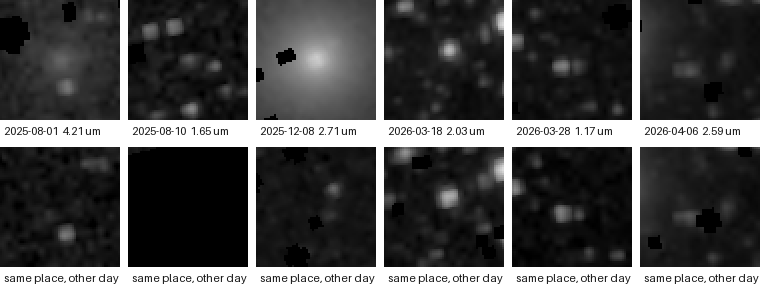 2025-08-01 4.21 um
2025-08-10 1.65 um
2025-12-08 2.71 um
2026-03-18 2.03 um
2026-03-28 1.17 um
2026-04-06 2.59 um
same place, other day
same place, other day
same place, other day
same place, other day
same place, other day
same place, other day